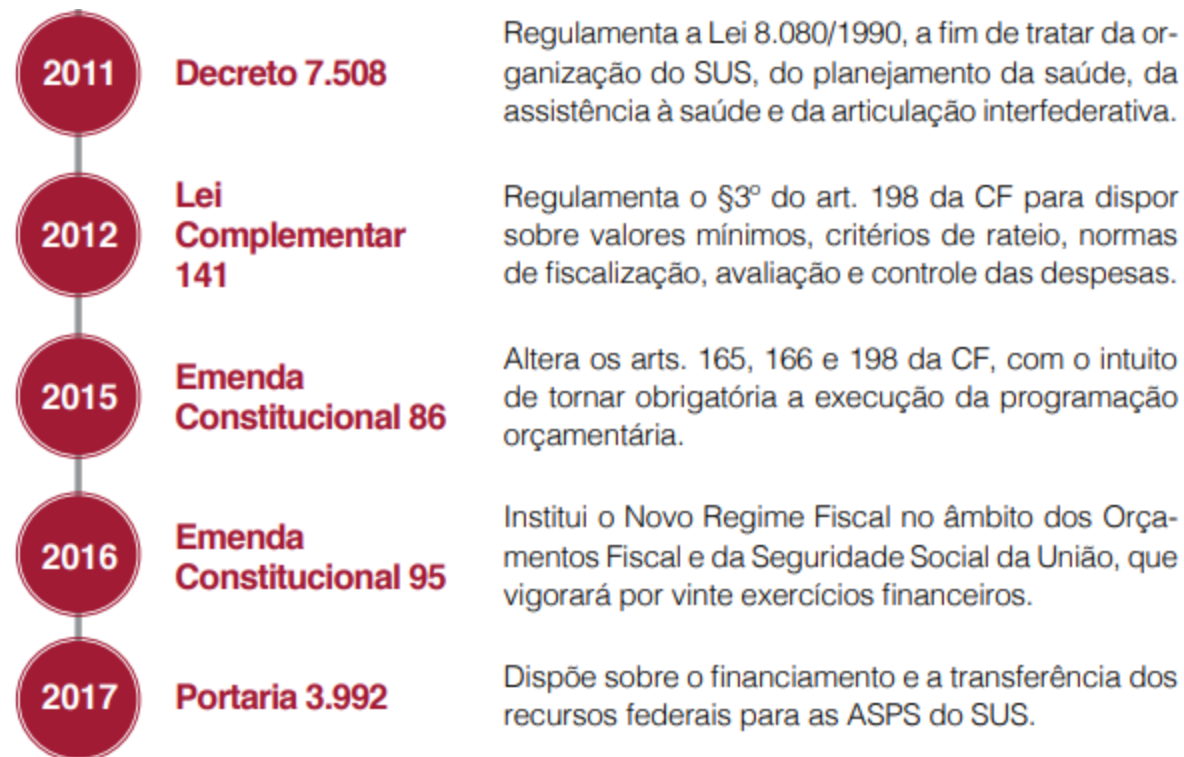 2011
Decreto 7.508
Regulamenta a Lei 8.080/1990, a fim de tratar da or-
ganização do SUS, do planejamento da saúde, da
assistência à saúde e da articulação interfederativa.
2012
Lei
Complementar
141
Regulamenta o §3º do art. 198 da CF para dispor
sobre valores mínimos, critérios de rateio, normas
de fiscalização, avaliação e controle das despesas.
2015
Emenda
Constitucional 86
Altera os arts. 165, 166 e 198 da CF, com o intuito
de tornar obrigatória a execução da programação
orçamentária.
2016
Emenda
Constitucional 95
Institui o Novo Regime Fiscal no âmbito dos Orça-
mentos Fiscal e da Seguridade Social da União, que
vigorará por vinte exercícios financeiros.
2017
Portaria 3.992
Dispõe sobre o financiamento e a transferência dos
recursos federais para as ASPS do SUS.